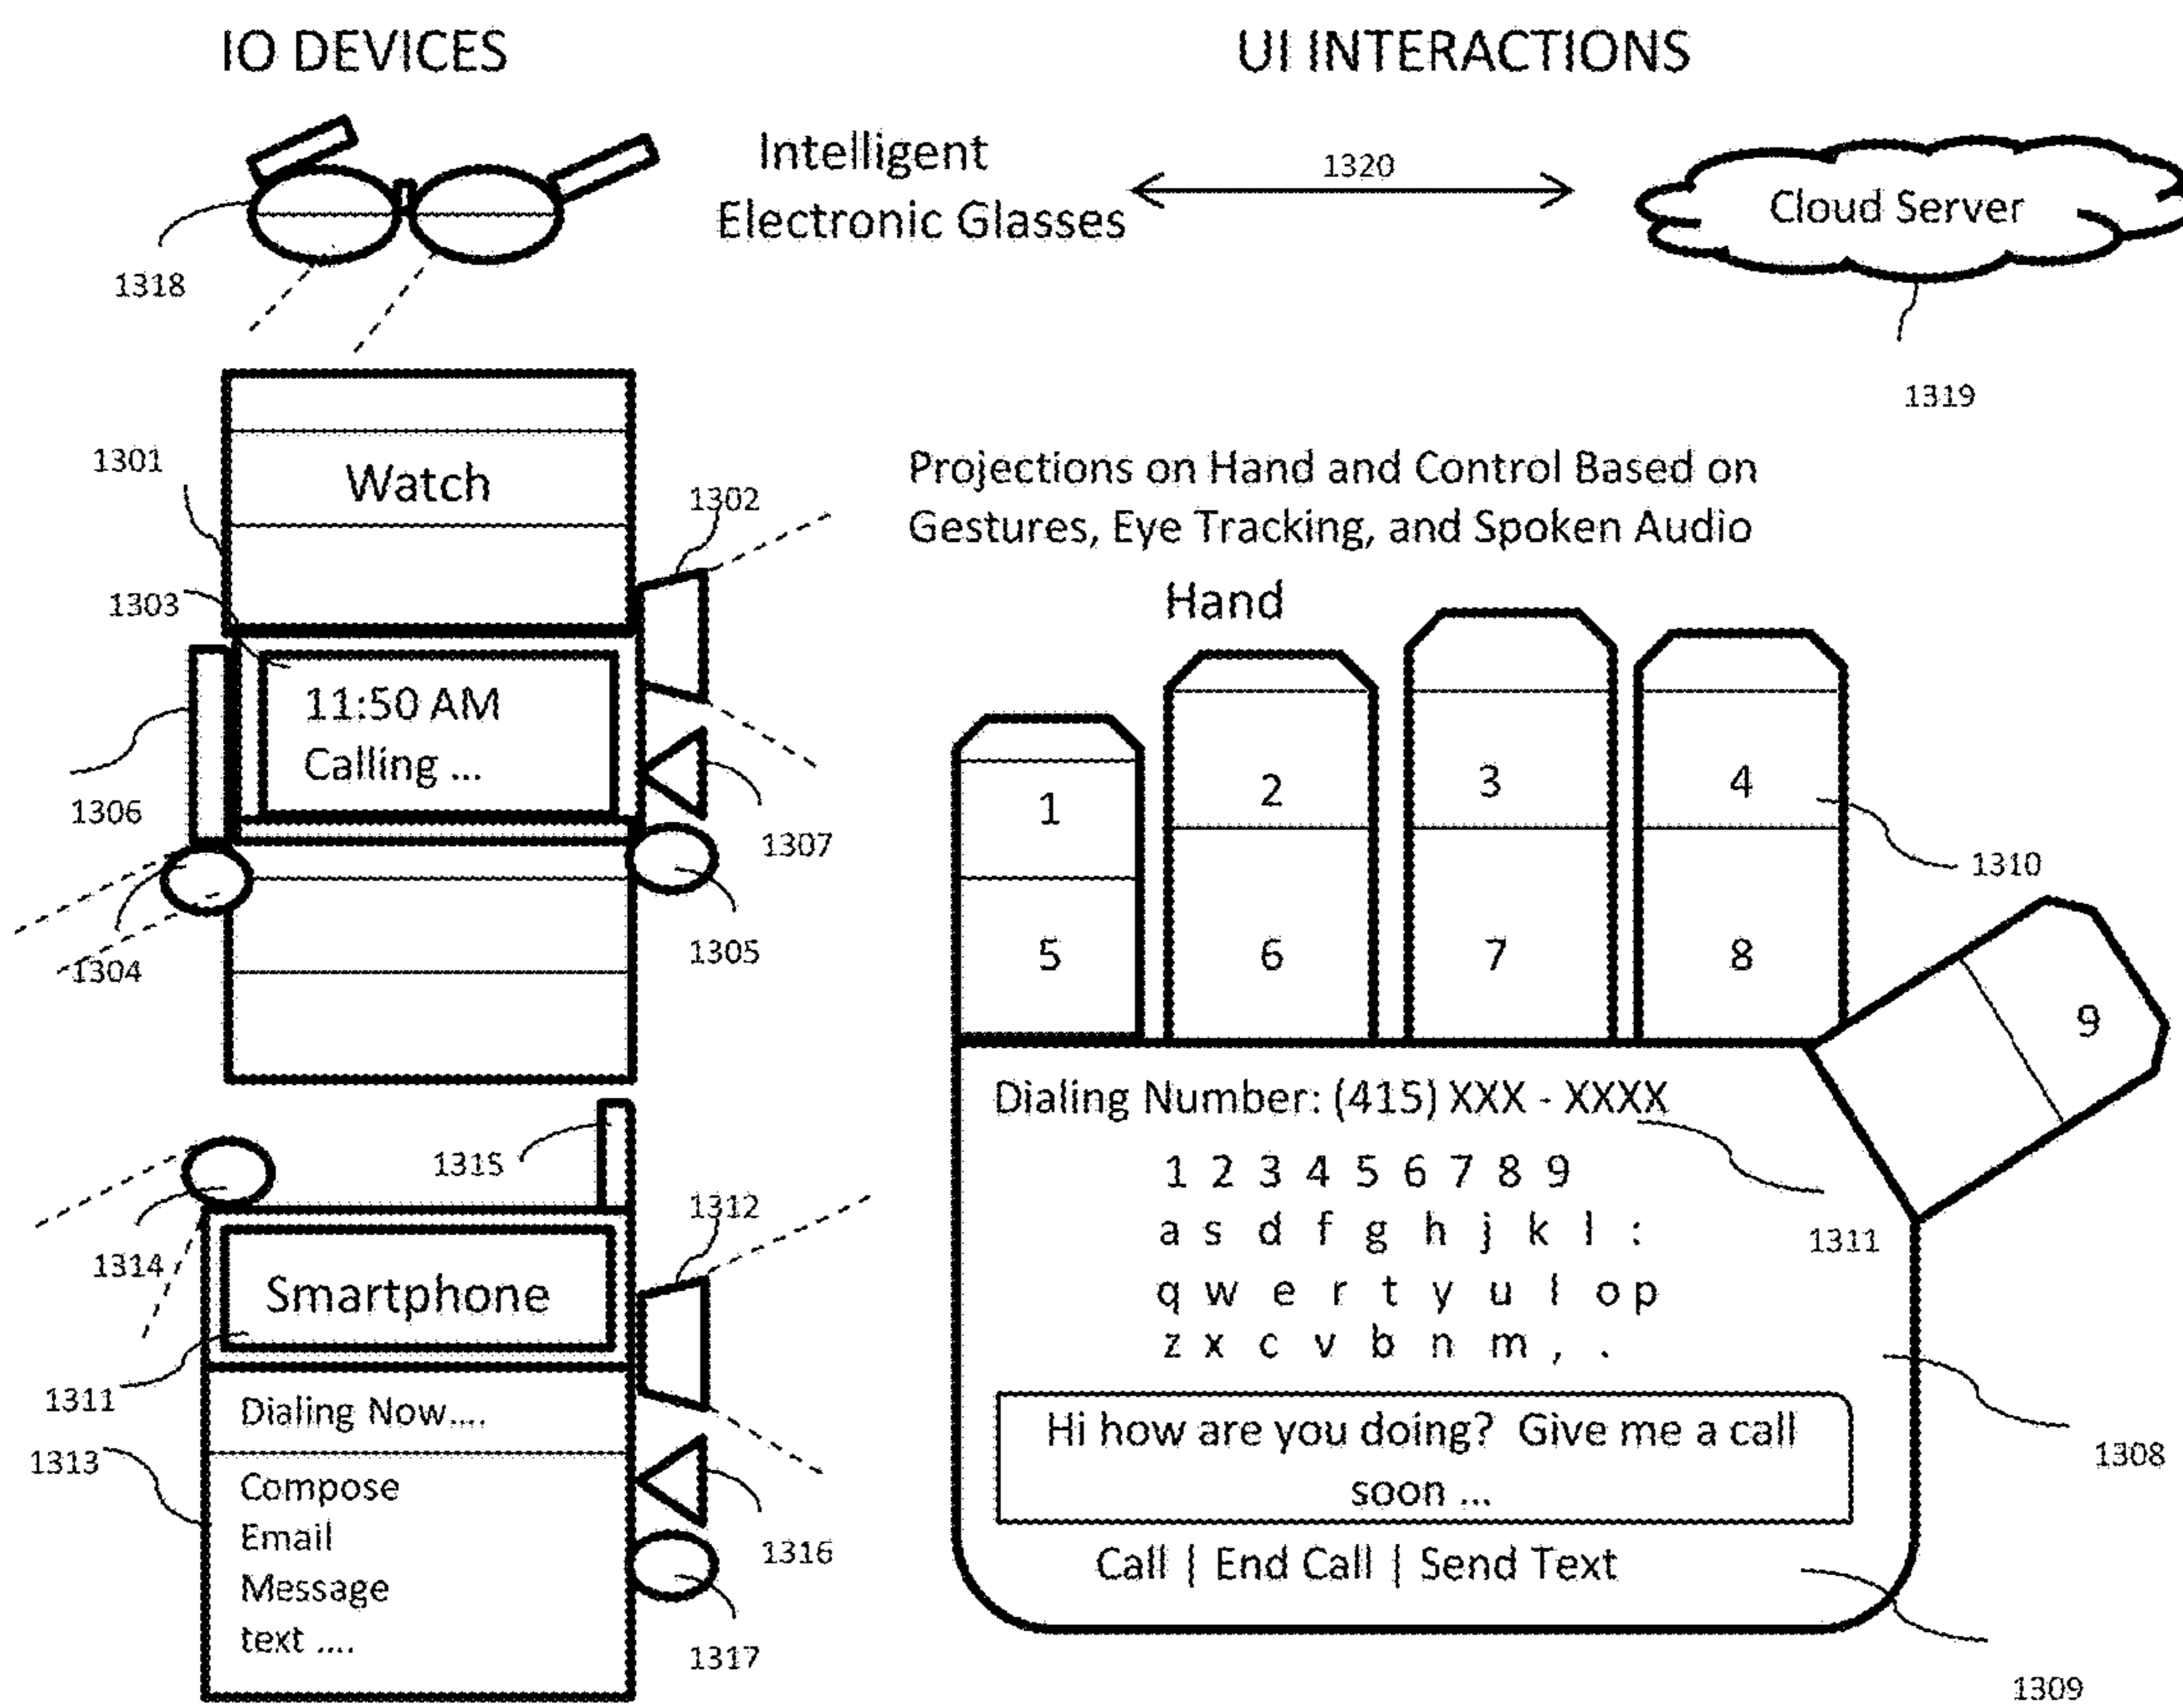 IO DEVICES
UI INTERACTIONS
Intelligent
Electronic Glasses
1320
Cloud Server
1318
1319
1301
Watch
1302
1303
11:50 AM
Calling ...
1306
1307
1304
1305
Projections on Hand and Control Based on
Gestures, Eye Tracking, and Spoken Audio
Hand
1
2
3
4
1310
5
6
7
8
9
Dialing Number: (415) XXX - XXXX
1 2 3 4 5 6 7 8 9
1311
a s d f g h j k l :
q w e r t y u l o p
z x c v b n m , .
1308
Hi how are you doing? Give me a call
soon ...
Call | End Call | Send Text
1309
1315
1314
1312
Smartphone
1311
Dialing Now....
1313
Compose
Email
Message
text ....
1316
1317